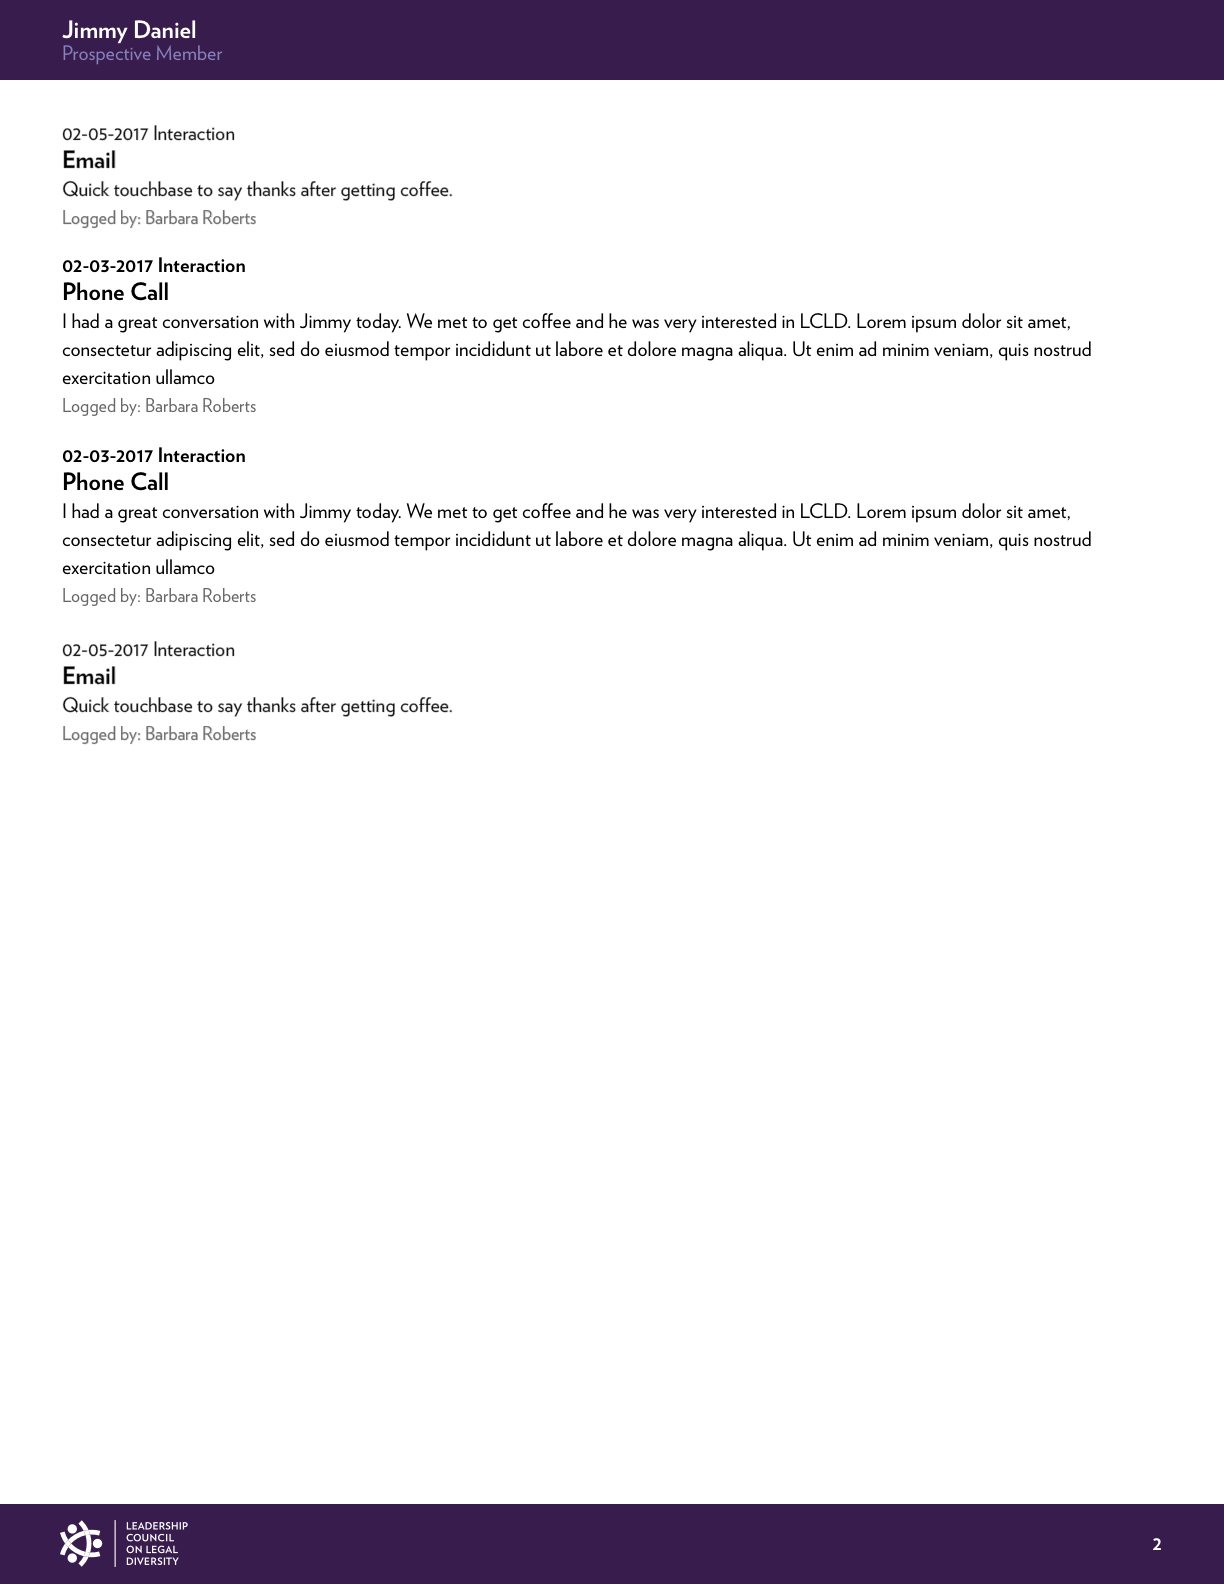 Jimmy Daniel
Prospective Member
02-05-2017 Interaction
Email
Quick touchbase to say thanks after getting coffee.
Logged by: Barbara Roberts
02-03-2017 Interaction
Phone Call
I had a great conversation with Jimmy today. We met to get coffee and he was very interested in LCLD. Lorem ipsum dolor sit amet,
consectetur adipiscing elit, sed do eiusmod tempor incididunt ut labore et dolore magna aliqua. Ut enim ad minim veniam, quis nostrud
exercitation ullamco
Logged by: Barbara Roberts
02-03-2017 Interaction
Phone Call
I had a great conversation with Jimmy today. We met to get coffee and he was very interested in LCLD. Lorem ipsum dolor sit amet,
consectetur adipiscing elit, sed do eiusmod tempor incididunt ut labore et dolore magna aliqua. Ut enim ad minim veniam, quis nostrud
exercitation ullamco
Logged by: Barbara Roberts
02-05-2017 Interaction
Email
Quick touchbase to say thanks after getting coffee.
Logged by: Barbara Roberts
LEADERSHIP
COUNCIL
ON LEGAL
DIVERSITY
2